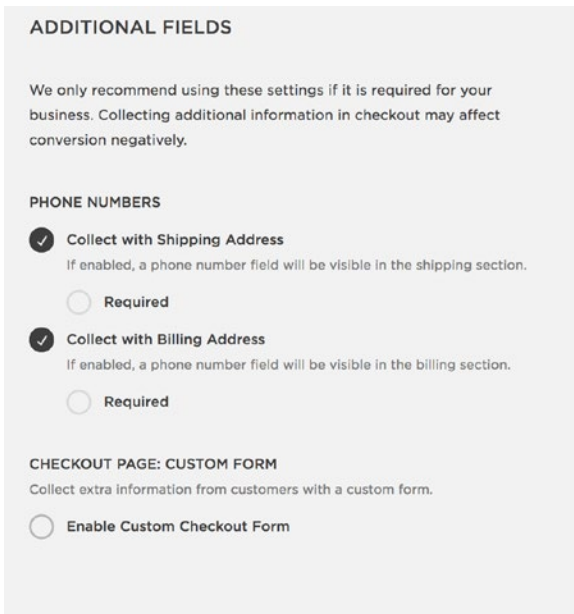 ADDITIONAL FIELDS
We only recommend using these settings if it is required for your
business. Collecting additional information in checkout may affect
conversion negatively.
PHONE NUMBERS
Collect with Shipping Address
If enabled, a phone number field will be visible in the shipping section.
Required
Collect with Billing Address
If enabled, a phone number field will be visible in the billing section.
Required
CHECKOUT PAGE: CUSTOM FORM
Collect extra information from customers with a custom form.
Enable Custom Checkout Form